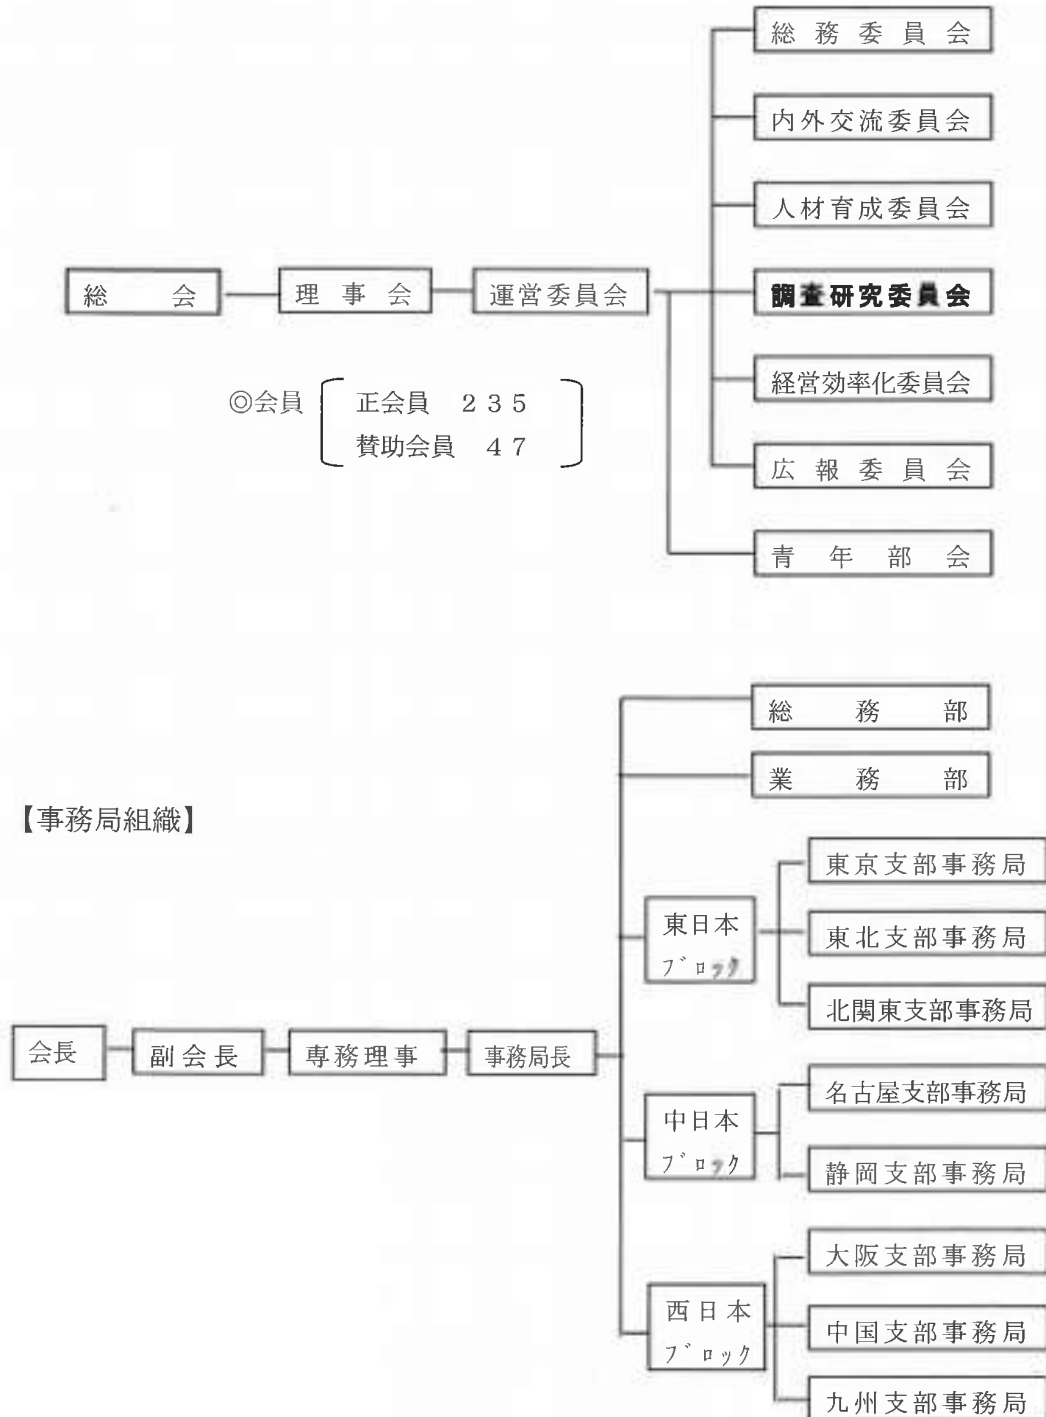 総務委員会
内外交流委員会
人材育成委員会
総会
理事会
運営委員会
調査研究委員会
経営効率化委員会
◎会員
正会員 235
賛助会員 47
広報委員会
青年部会
総務部
業務部
【事務局組織】
東京支部事務局
東日本
ブロック
東北支部事務局
北関東支部事務局
会長
副会長
専務理事
事務局長
名古屋支部事務局
中日本
ブロック
静岡支部事務局
大阪支部事務局
西日本
ブロック
中国支部事務局
九州支部事務局